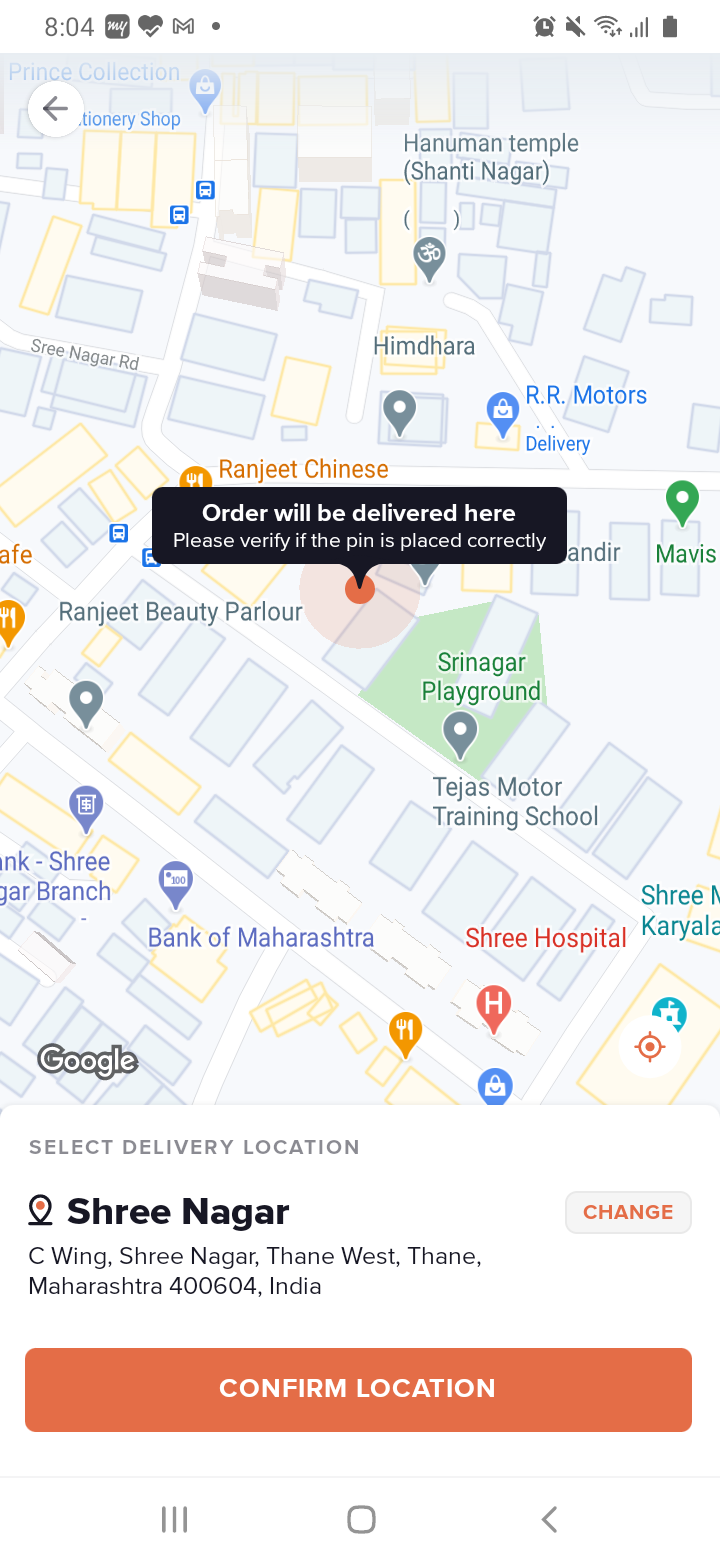 8:04
my
Prince Collection
tionery Shop
Hanuman temple
(Shanti Nagar)
( )
Sree Nagar Rd
Himdhara
R.R. Motors
Delivery
Ranjeet Chinese
Order will be delivered here
Please verify if the pin is placed correctly
afe
andir
Mavis
Ranjeet Beauty Parlour
Srinagar
Playground
Tejas Motor
Training School
ank - Shree
gar Branch
-
100
Bank of Maharashtra
Shree M
Karyala
Shree Hospital
H
Google
SELECT DELIVERY LOCATION
Shree Nagar
CHANGE
C Wing, Shree Nagar, Thane West, Thane,
Maharashtra 400604, India
CONFIRM LOCATION